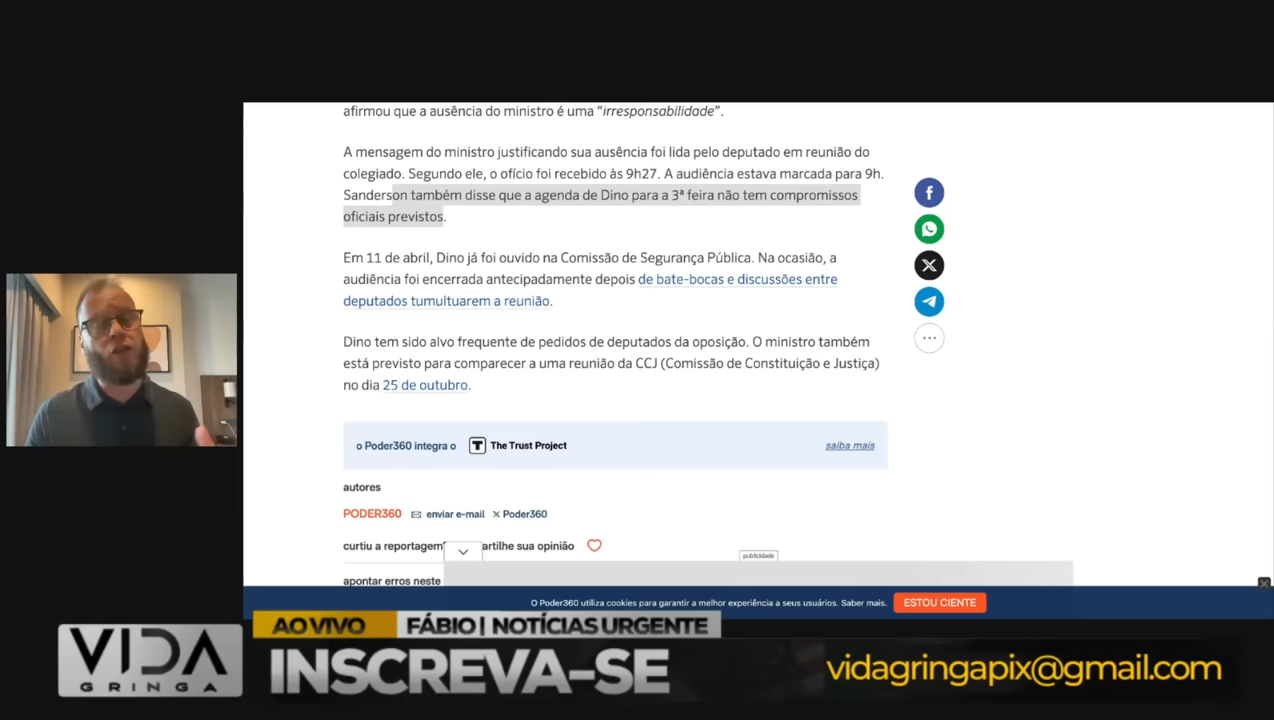 afirmou que a ausência do ministro é uma “irresponsabilidade”.
A mensagem do ministro justificando sua ausência foi lida pelo deputado em reunião do
colegiado. Segundo ele, o ofício foi recebido às 9h27. A audiência estava marcada para 9h.
Sanderson também disse que a agenda de Dino para a 3ª feira não tem compromissos
oficiais previstos.
Em 11 de abril, Dino já foi ouvido na Comissão de Segurança Pública. Na ocasião, a
audiência foi encerrada antecipadamente depois de bate-bocas e discussões entre
deputados tumultuarem a reunião.
Dino tem sido alvo frequente de pedidos de deputados da oposição. O ministro também
está previsto para comparecer a uma reunião da CCJ (Comissão de Constituição e Justiça)
no dia 25 de outubro.
o Poder360 integra o T The Trust Project saiba mais
autores
PODER360 enviar e-mail X Poder360
curtiu a reportagem artilhe sua opinião
publicidade
apontar erros neste
O Poder360 utiliza cookies para garantir a melhor experiência a seus usuários. Saber mais. ESTOU CIENTE
AO VIVO FÁBIO | NOTÍCIAS URGENTE
VIDA
GRINGA
INSCREVA-SE
vidagringapix@gmail.com